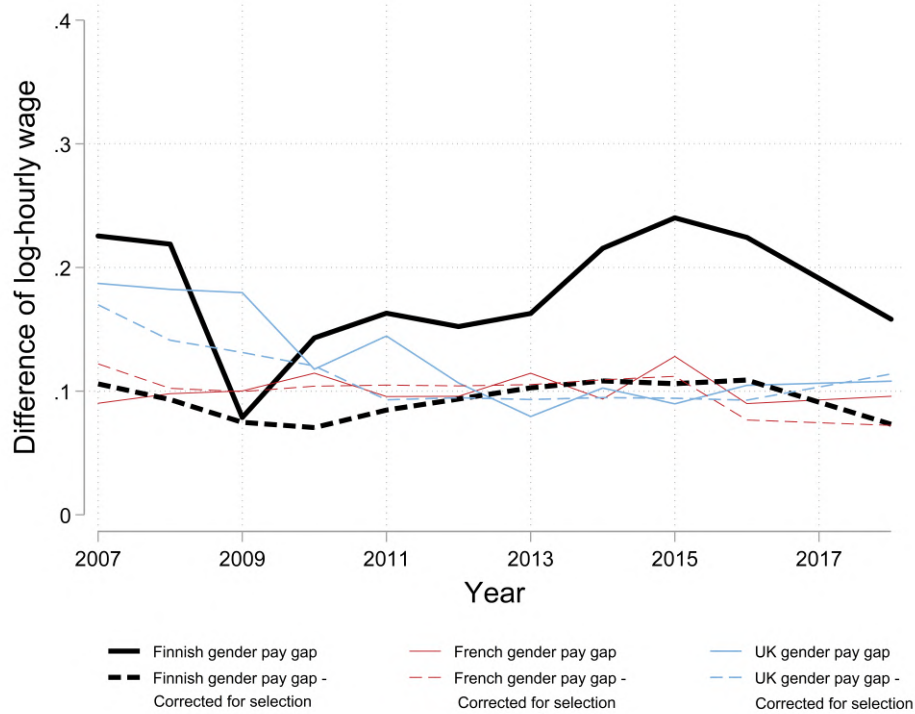 .4
.3
.2
.1
0
Difference of log-hourly wage
2007 2009 2011 2013 2015 2017
Year
Finnish gender pay gap French gender pay gap UK gender pay gap
Finnish gender pay gap - French gender pay gap - UK gender pay gap -
Corrected for selection Corrected for selection Corrected for selection